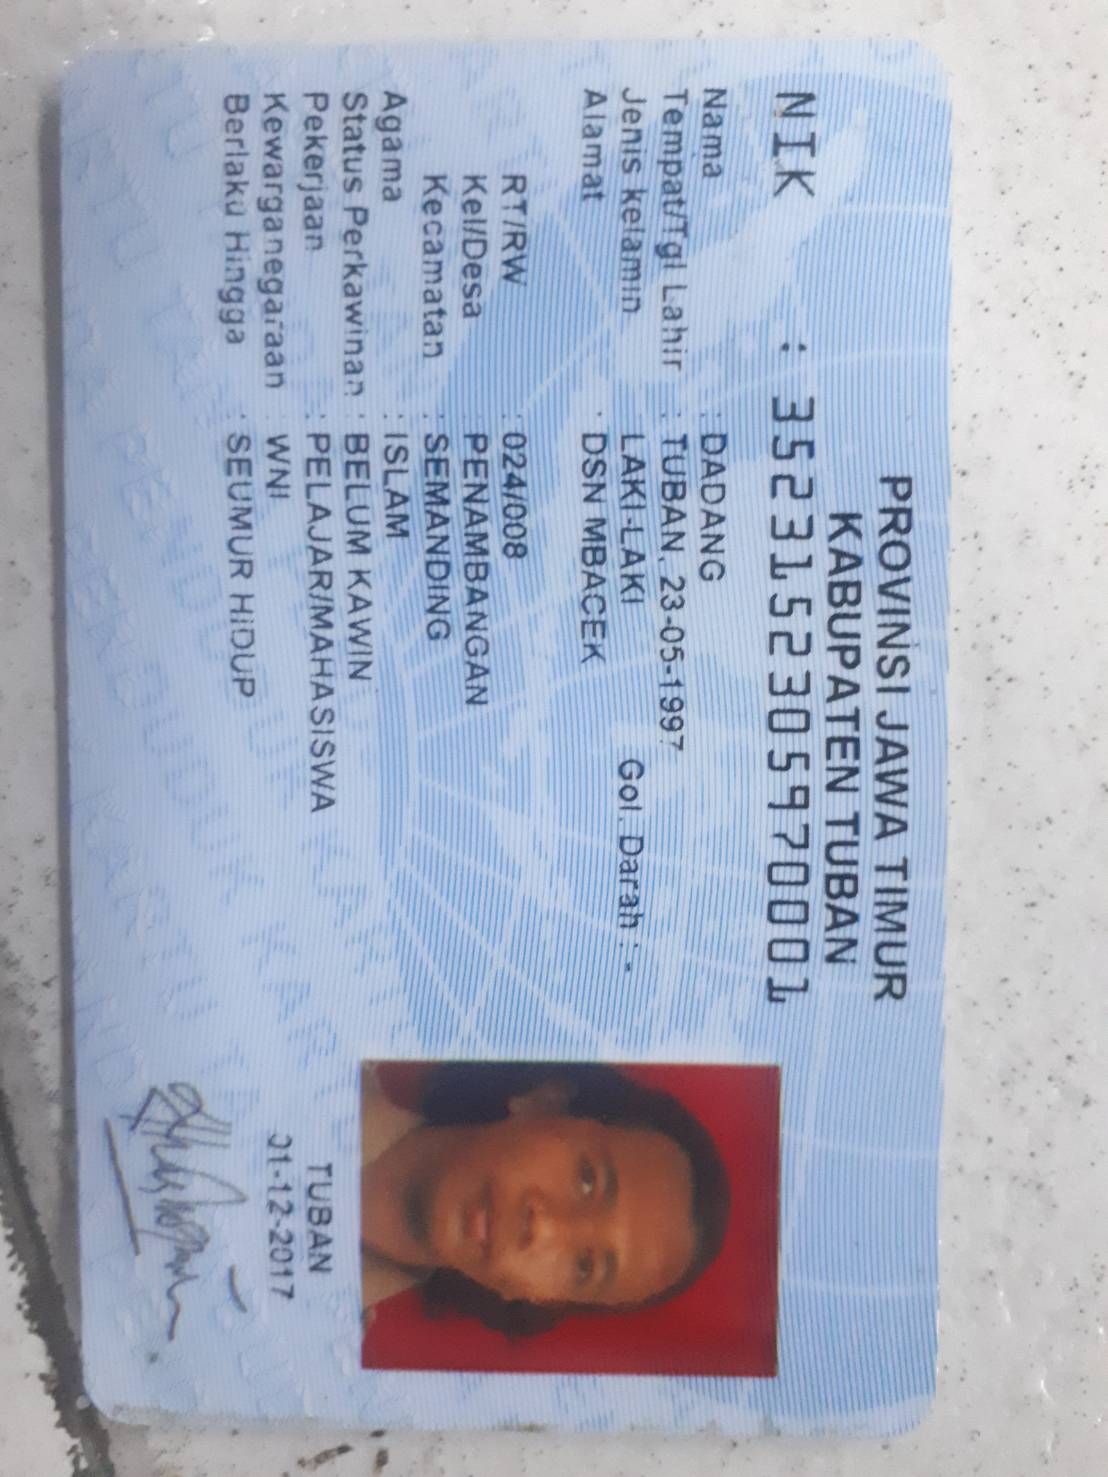 PROVINSI JAWA TIMUR
KABUPATEN TUBAN
NIK : 3523152305970001
Nama : DADANG
Tempat/Tgl Lahir : TUBAN, 23-05-1997
Jenis kelamin : LAKI-LAKI Gol. Darah : -
Alamat : DSN MBACEK
RT/RW : 024/008
Kel/Desa : PENAMBANGAN
Kecamatan : SEMANDING
Agama : ISLAM
Status Perkawinan : BELUM KAWIN
Pekerjaan : PELAJAR/MAHASISWA
Kewarganegaraan : WNI
Berlaku Hingga : SEUMUR HIDUP
TUBAN
01-12-2017